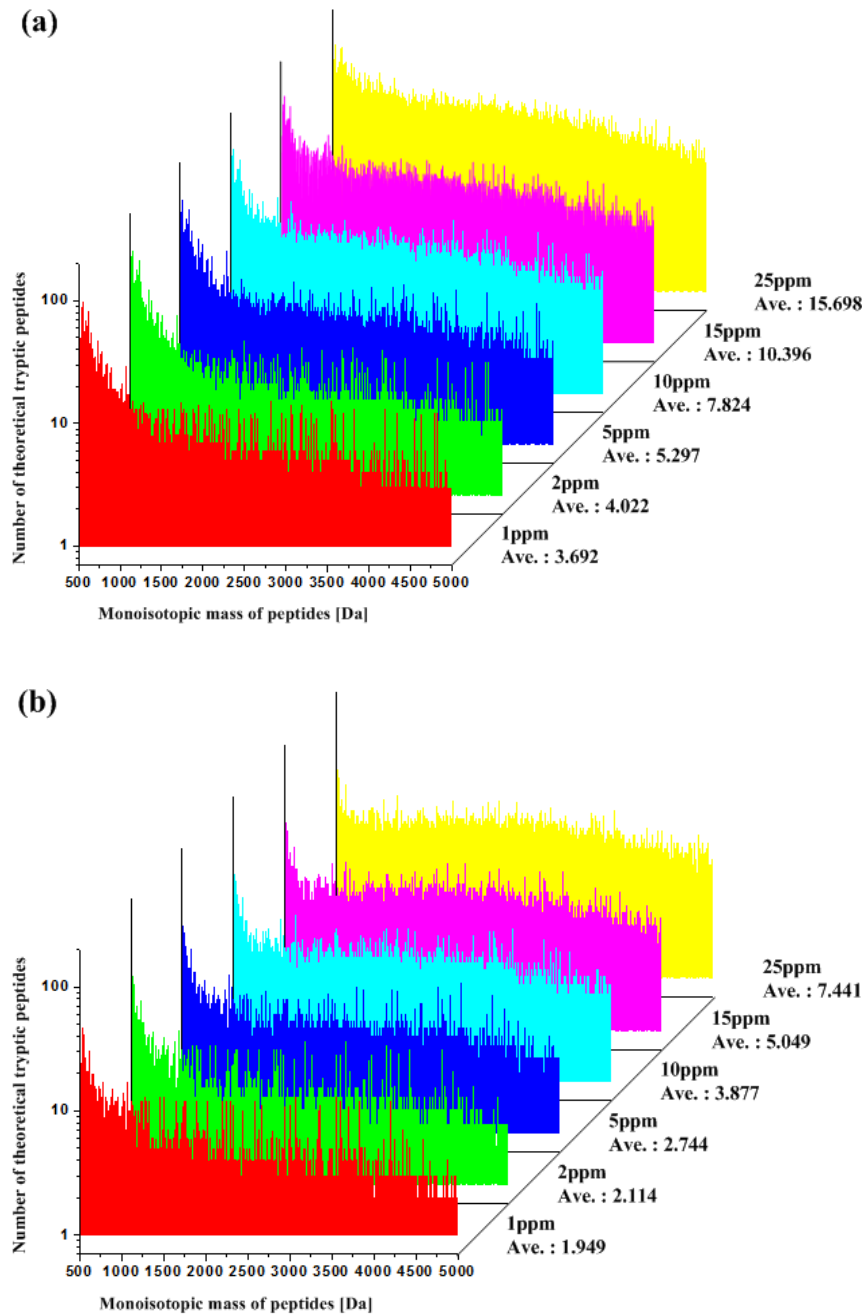 (a)
Number of theoretical tryptic peptides
100
10
1
500 1000 1500 2000 2500 3000 3500 4000 4500 5000
Monoisotopic mass of peptides [Da]
25ppm
Ave. : 15.698
15ppm
Ave. : 10.396
10ppm
Ave. : 7.824
5ppm
Ave. : 5.297
2ppm
Ave. : 4.022
1ppm
Ave. : 3.692
(b)
Number of theoretical tryptic peptides
100
10
1
500 1000 1500 2000 2500 3000 3500 4000 4500 5000
Monoisotopic mass of peptides [Da]
25ppm
Ave. : 7.441
15ppm
Ave. : 5.049
10ppm
Ave. : 3.877
5ppm
Ave. : 2.744
2ppm
Ave. : 2.114
1ppm
Ave. : 1.949